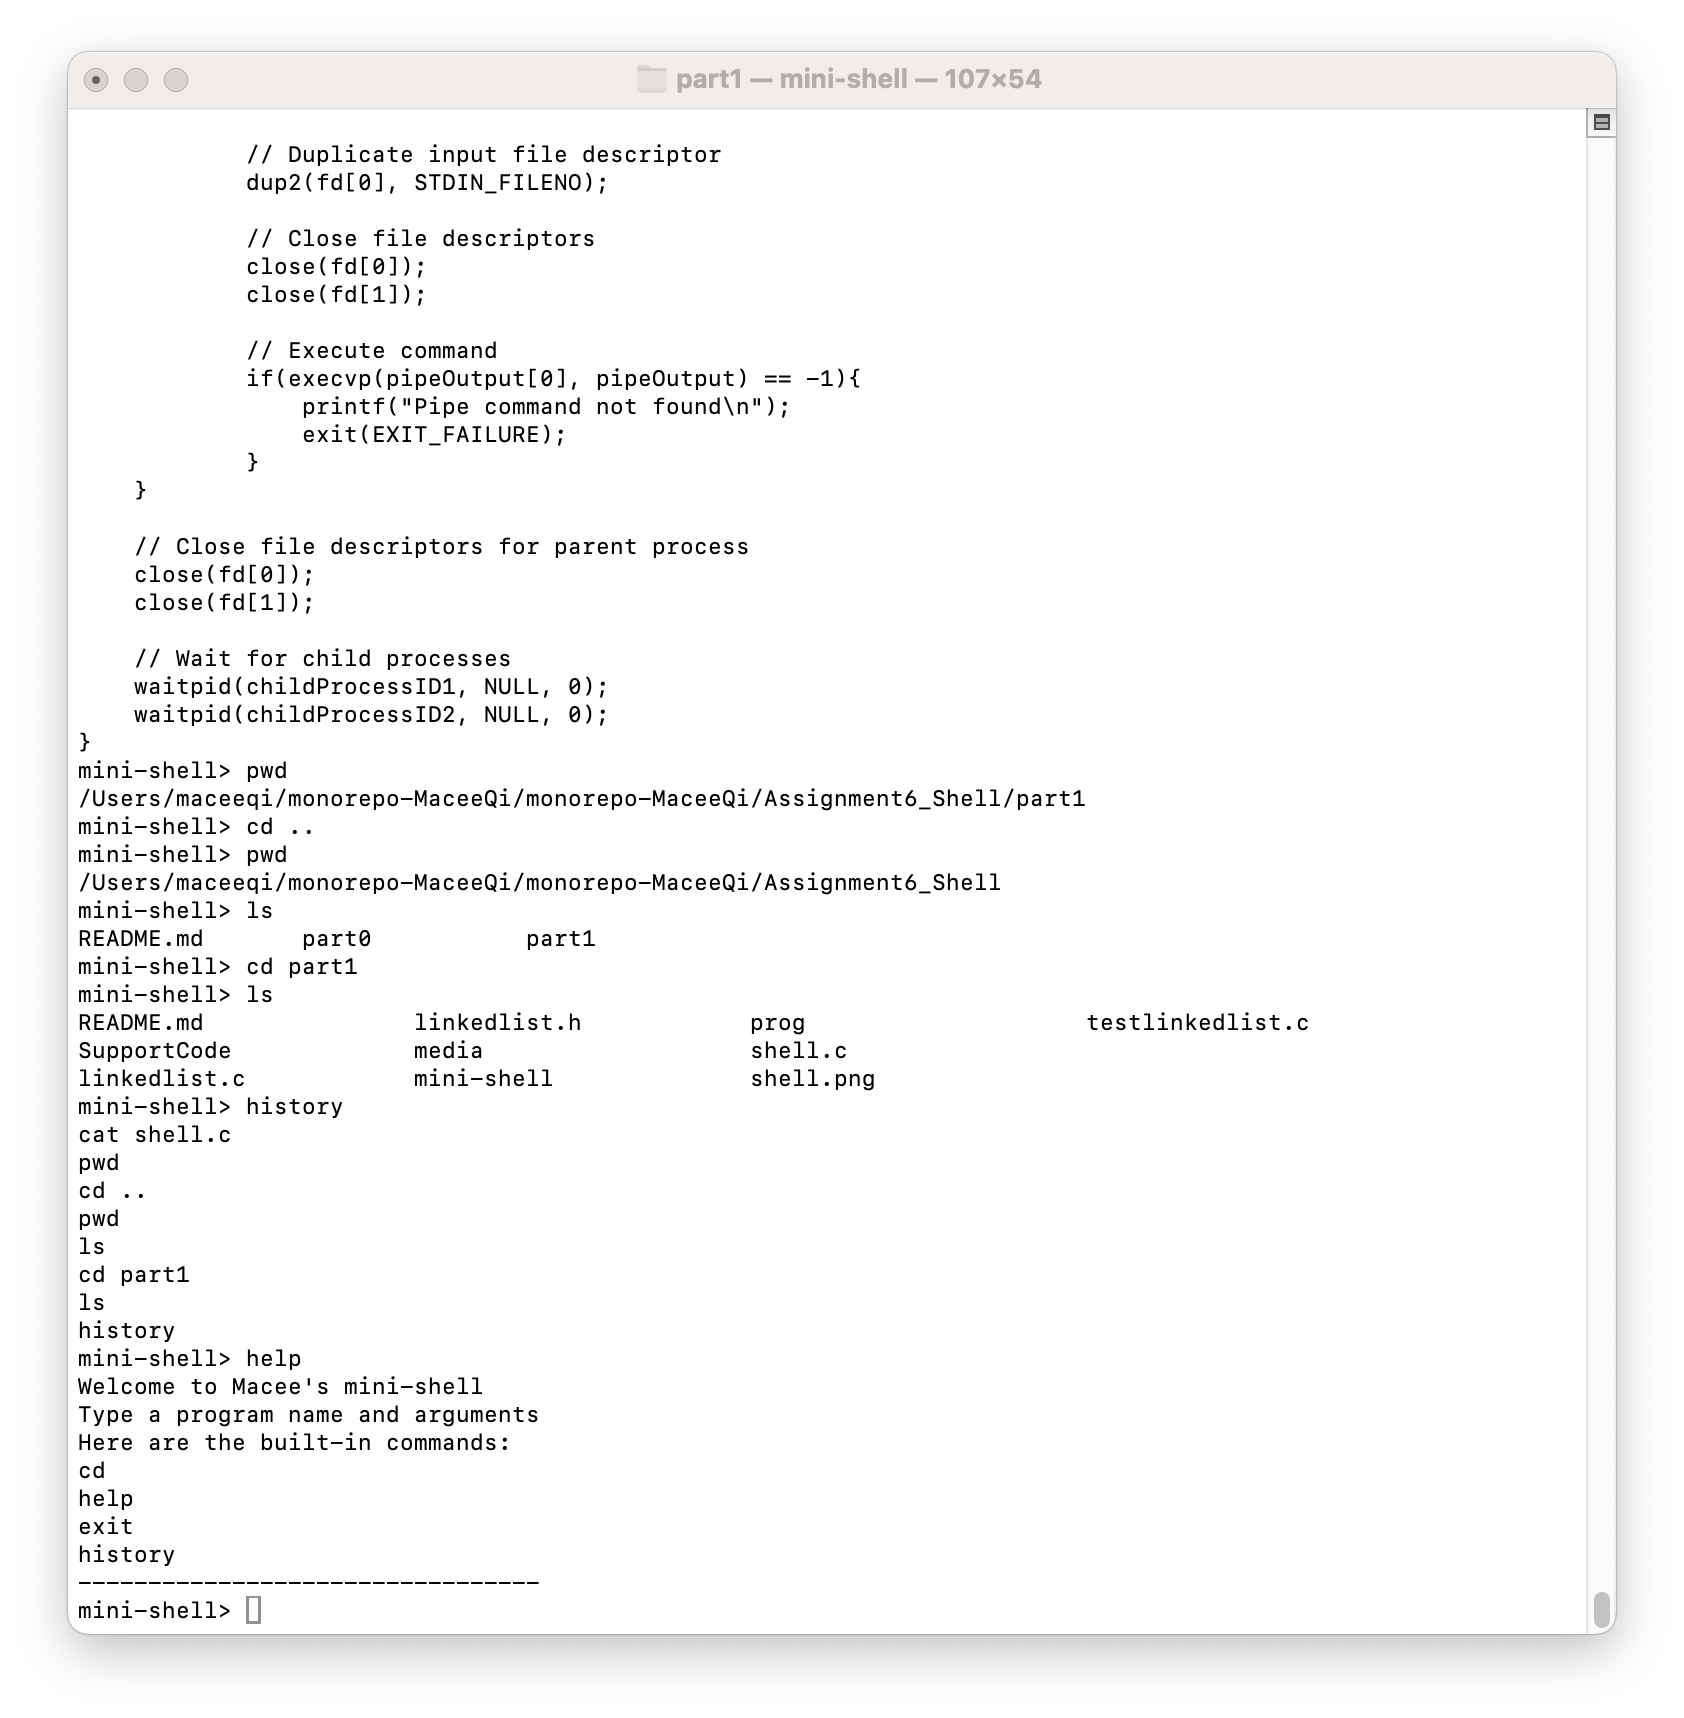 part1 — mini-shell — 107×54
// Duplicate input file descriptor
dup2(fd[0], STDIN_FILENO);
// Close file descriptors
close(fd[0]);
close(fd[1]);
// Execute command
if(execvp(pipeOutput[0], pipeOutput) == -1){
printf("Pipe command not found\n");
exit(EXIT_FAILURE);
}
}
// Close file descriptors for parent process
close(fd[0]);
close(fd[1]);
// Wait for child processes
waitpid(childProcessID1, NULL, 0);
waitpid(childProcessID2, NULL, 0);
}
mini-shell> pwd
/Users/maceeqi/monorepo-MaceeQi/monorepo-MaceeQi/Assignment6_Shell/part1
mini-shell> cd ..
mini-shell> pwd
/Users/maceeqi/monorepo-MaceeQi/monorepo-MaceeQi/Assignment6_Shell
mini-shell> ls
README.md       part0           part1
mini-shell> cd part1
mini-shell> ls
README.md               linkedlist.h            prog                    testlinkedlist.c
SupportCode             media                   shell.c
linkedlist.c            mini-shell              shell.png
mini-shell> history
cat shell.c
pwd
cd ..
pwd
ls
cd part1
ls
history
mini-shell> help
Welcome to Macee's mini-shell
Type a program name and arguments
Here are the built-in commands:
cd
help
exit
history
---------------------------------
mini-shell>